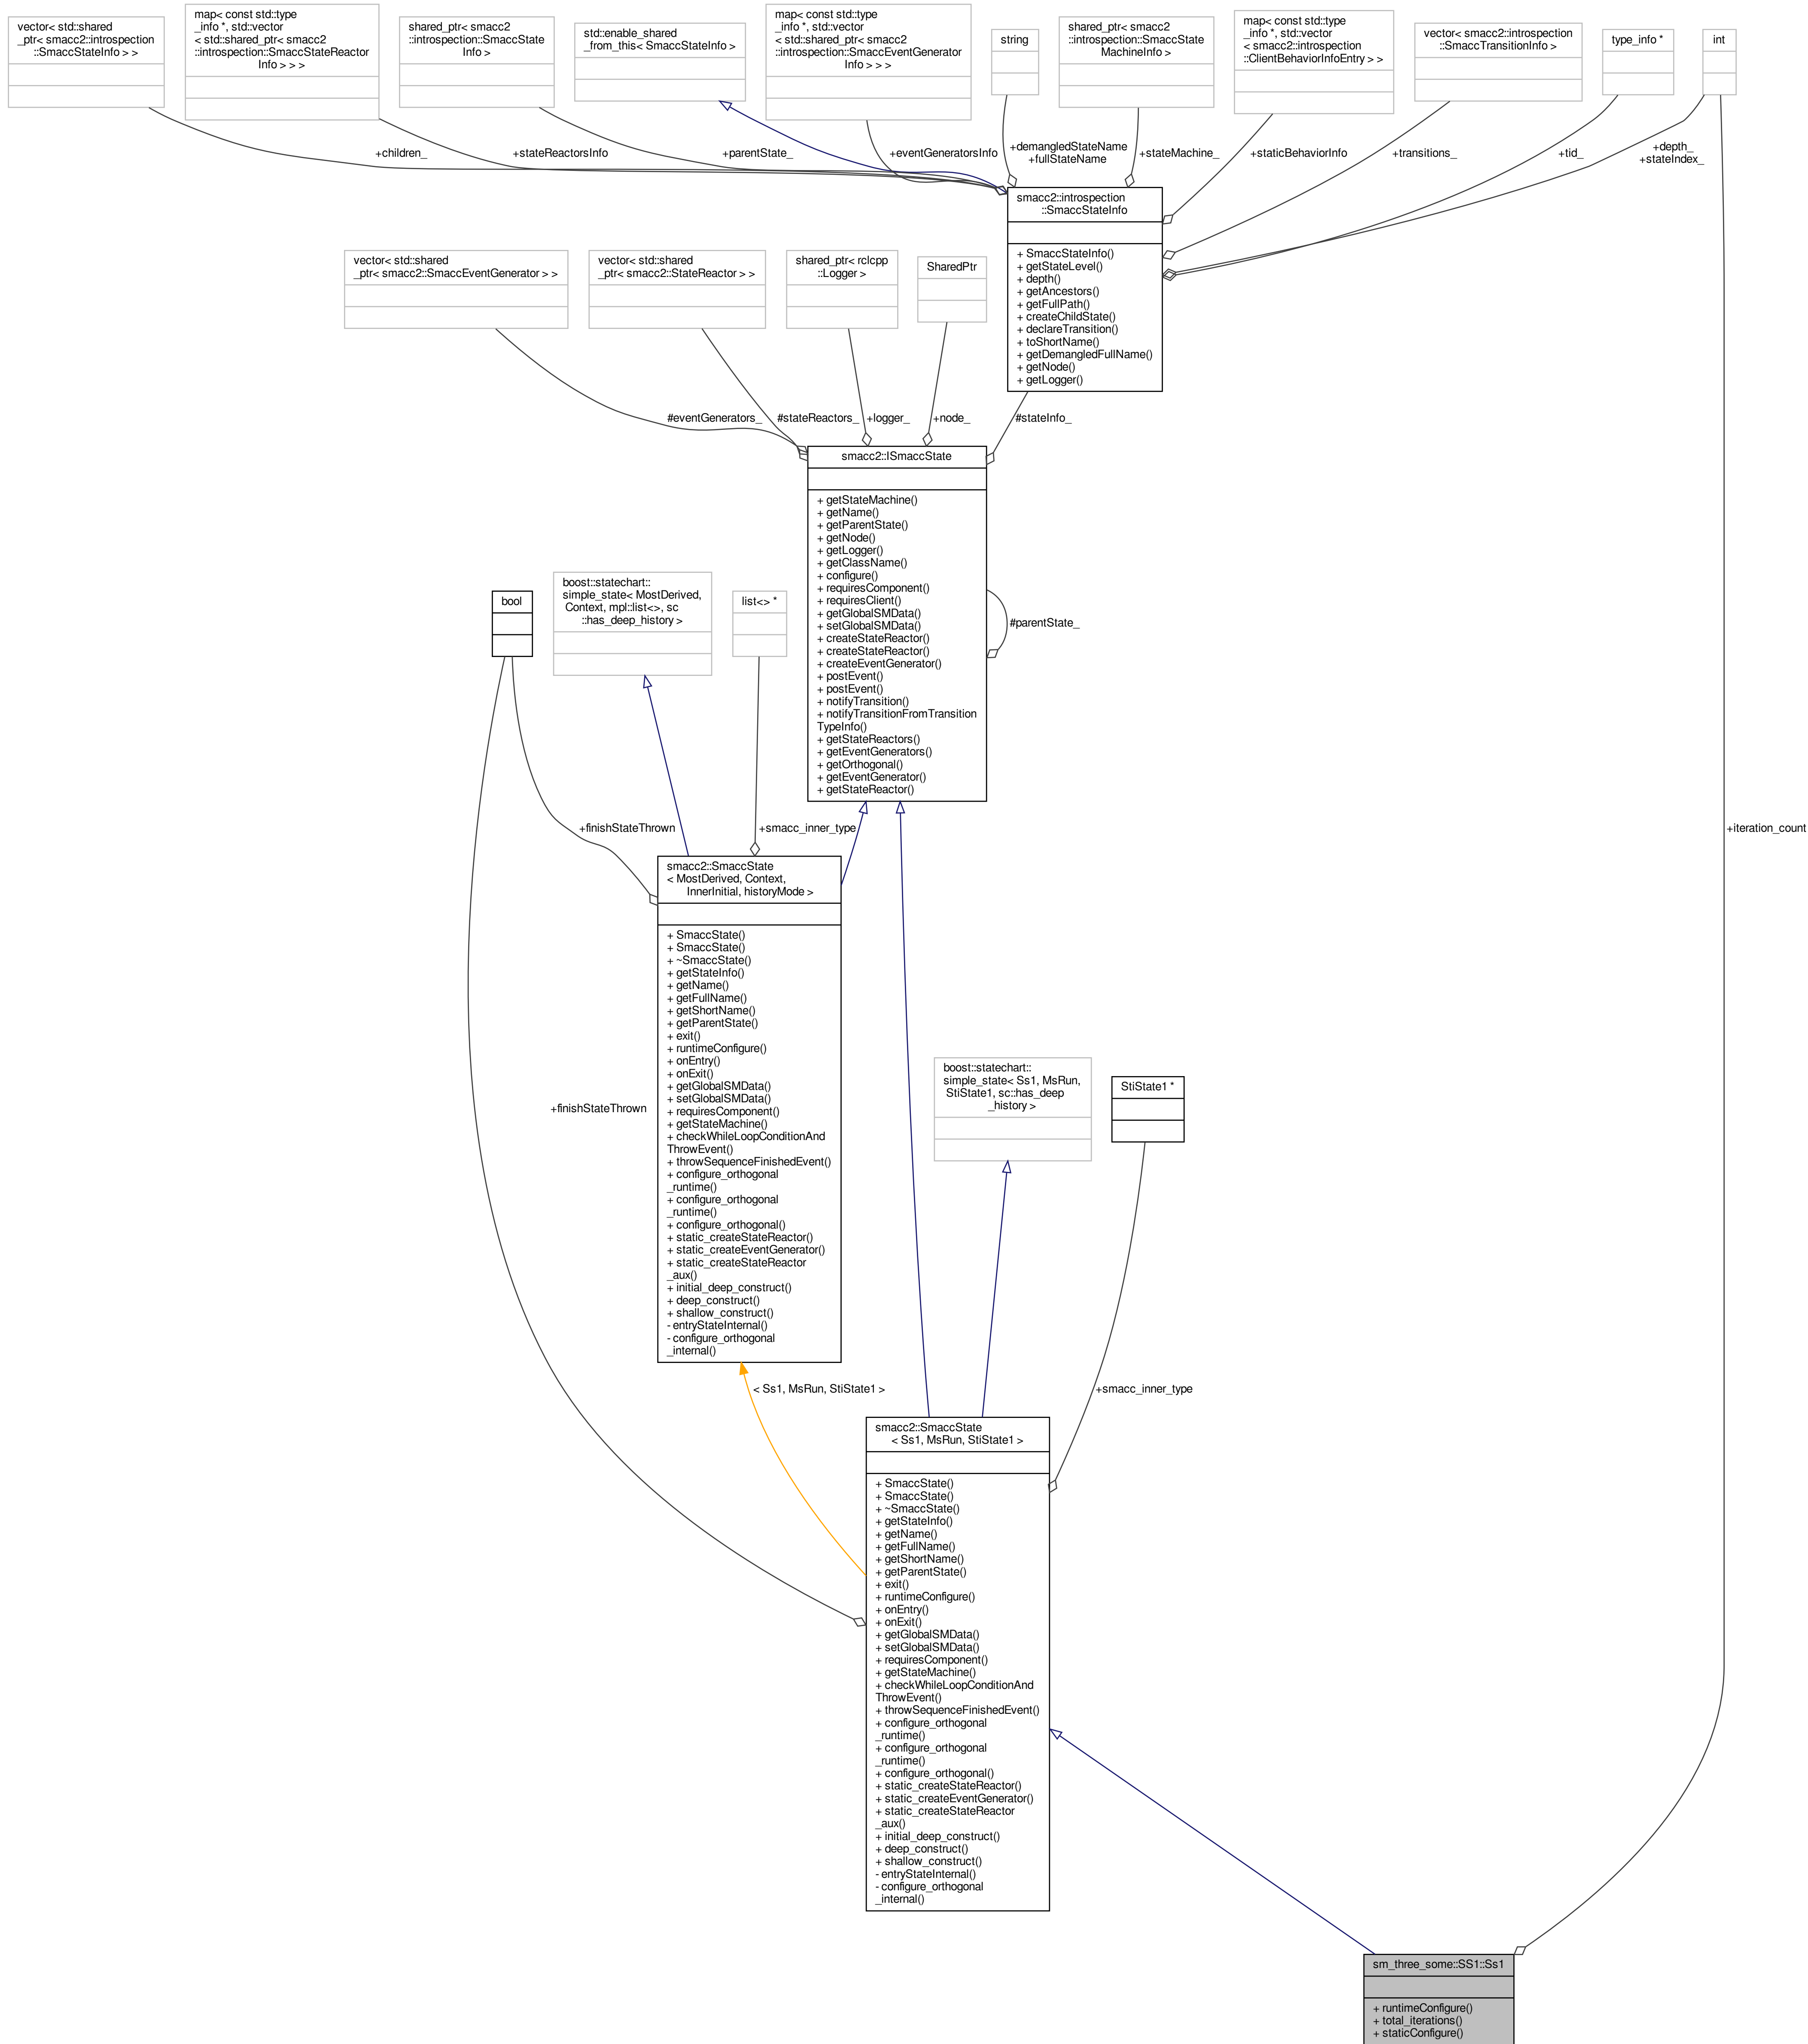 vector< std::shared
_ptr< smacc2::introspection
::SmaccStateInfo > >
map< const std::type
_info *, std::vector
< std::shared_ptr< smacc2
::introspection::SmaccStateReactor
Info > > >
shared_ptr< smacc2
::introspection::SmaccState
Info >
std::enable_shared
_from_this< SmaccStateInfo >
map< const std::type
_info *, std::vector
< std::shared_ptr< smacc2
::introspection::SmaccEventGenerator
Info > > >
string
shared_ptr< smacc2
::introspection::SmaccState
MachineInfo >
map< const std::type
_info *, std::vector
< smacc2::introspection
::ClientBehaviorInfoEntry > >
vector< smacc2::introspection
::SmaccTransitionInfo >
type_info *
int
+children_
+stateReactorsInfo
+parentState_
+eventGeneratorsInfo
+demangledStateName
+fullStateName
+stateMachine_
+staticBehaviorInfo
+transitions_
+tid_
+depth_
+stateIndex_
smacc2::introspection
::SmaccStateInfo
+ SmaccStateInfo()
+ getStateLevel()
+ depth()
+ getAncestors()
+ getFullPath()
+ createChildState()
+ declareTransition()
+ toShortName()
+ getDemangledFullName()
+ getNode()
+ getLogger()
vector< std::shared
_ptr< smacc2::SmaccEventGenerator > >
vector< std::shared
_ptr< smacc2::StateReactor > >
shared_ptr< rclcpp
::Logger >
SharedPtr
#eventGenerators_
#stateReactors_
+logger_
+node_
#stateInfo_
smacc2::ISmaccState
+ getStateMachine()
+ getName()
+ getParentState()
+ getNode()
+ getLogger()
+ getClassName()
+ configure()
+ requiresComponent()
+ requiresClient()
+ getGlobalSMData()
+ setGlobalSMData()
+ createStateReactor()
+ createStateReactor()
+ createEventGenerator()
+ postEvent()
+ postEvent()
+ notifyTransition()
+ notifyTransitionFromTransition
TypeInfo()
+ getStateReactors()
+ getEventGenerators()
+ getOrthogonal()
+ getEventGenerator()
+ getStateReactor()
#parentState_
bool
boost::statechart::
simple_state< MostDerived,
Context, mpl::list<>, sc
::has_deep_history >
list<> *
+finishStateThrown
+smacc_inner_type
+iteration_count
smacc2::SmaccState
< MostDerived, Context,
InnerInitial, historyMode >
+ SmaccState()
+ SmaccState()
+ ~SmaccState()
+ getStateInfo()
+ getName()
+ getFullName()
+ getShortName()
+ getParentState()
+ exit()
+ runtimeConfigure()
+ onEntry()
+ onExit()
+ getGlobalSMData()
+ setGlobalSMData()
+ requiresComponent()
+ getStateMachine()
+ checkWhileLoopConditionAnd
ThrowEvent()
+ throwSequenceFinishedEvent()
+ configure_orthogonal
_runtime()
+ configure_orthogonal
_runtime()
+ configure_orthogonal()
+ static_createStateReactor()
+ static_createEventGenerator()
+ static_createStateReactor
_aux()
+ initial_deep_construct()
+ deep_construct()
+ shallow_construct()
- entryStateInternal()
- configure_orthogonal
_internal()
+finishStateThrown
boost::statechart::
simple_state< Ss1, MsRun,
StiState1, sc::has_deep
_history >
StiState1 *
< Ss1, MsRun, StiState1 >
+smacc_inner_type
smacc2::SmaccState
< Ss1, MsRun, StiState1 >
+ SmaccState()
+ SmaccState()
+ ~SmaccState()
+ getStateInfo()
+ getName()
+ getFullName()
+ getShortName()
+ getParentState()
+ exit()
+ runtimeConfigure()
+ onEntry()
+ onExit()
+ getGlobalSMData()
+ setGlobalSMData()
+ requiresComponent()
+ getStateMachine()
+ checkWhileLoopConditionAnd
ThrowEvent()
+ throwSequenceFinishedEvent()
+ configure_orthogonal
_runtime()
+ configure_orthogonal
_runtime()
+ configure_orthogonal()
+ static_createStateReactor()
+ static_createEventGenerator()
+ static_createStateReactor
_aux()
+ initial_deep_construct()
+ deep_construct()
+ shallow_construct()
- entryStateInternal()
- configure_orthogonal
_internal()
sm_three_some::SS1::Ss1
+ runtimeConfigure()
+ total_iterations()
+ staticConfigure()